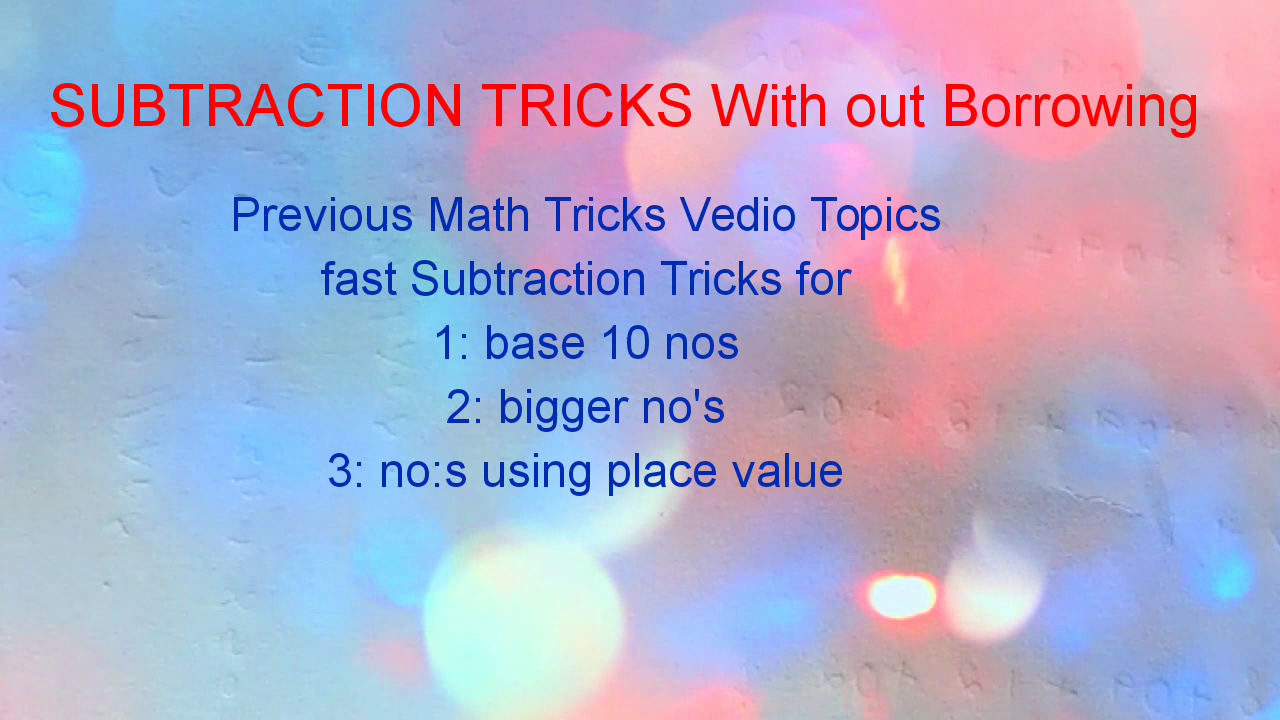 SUBTRACTION TRICKS With out Borrowing
Previous Math Tricks Vedio Topics
fast Subtraction Tricks for
1: base 10 nos
2: bigger no's
3: no:s using place value